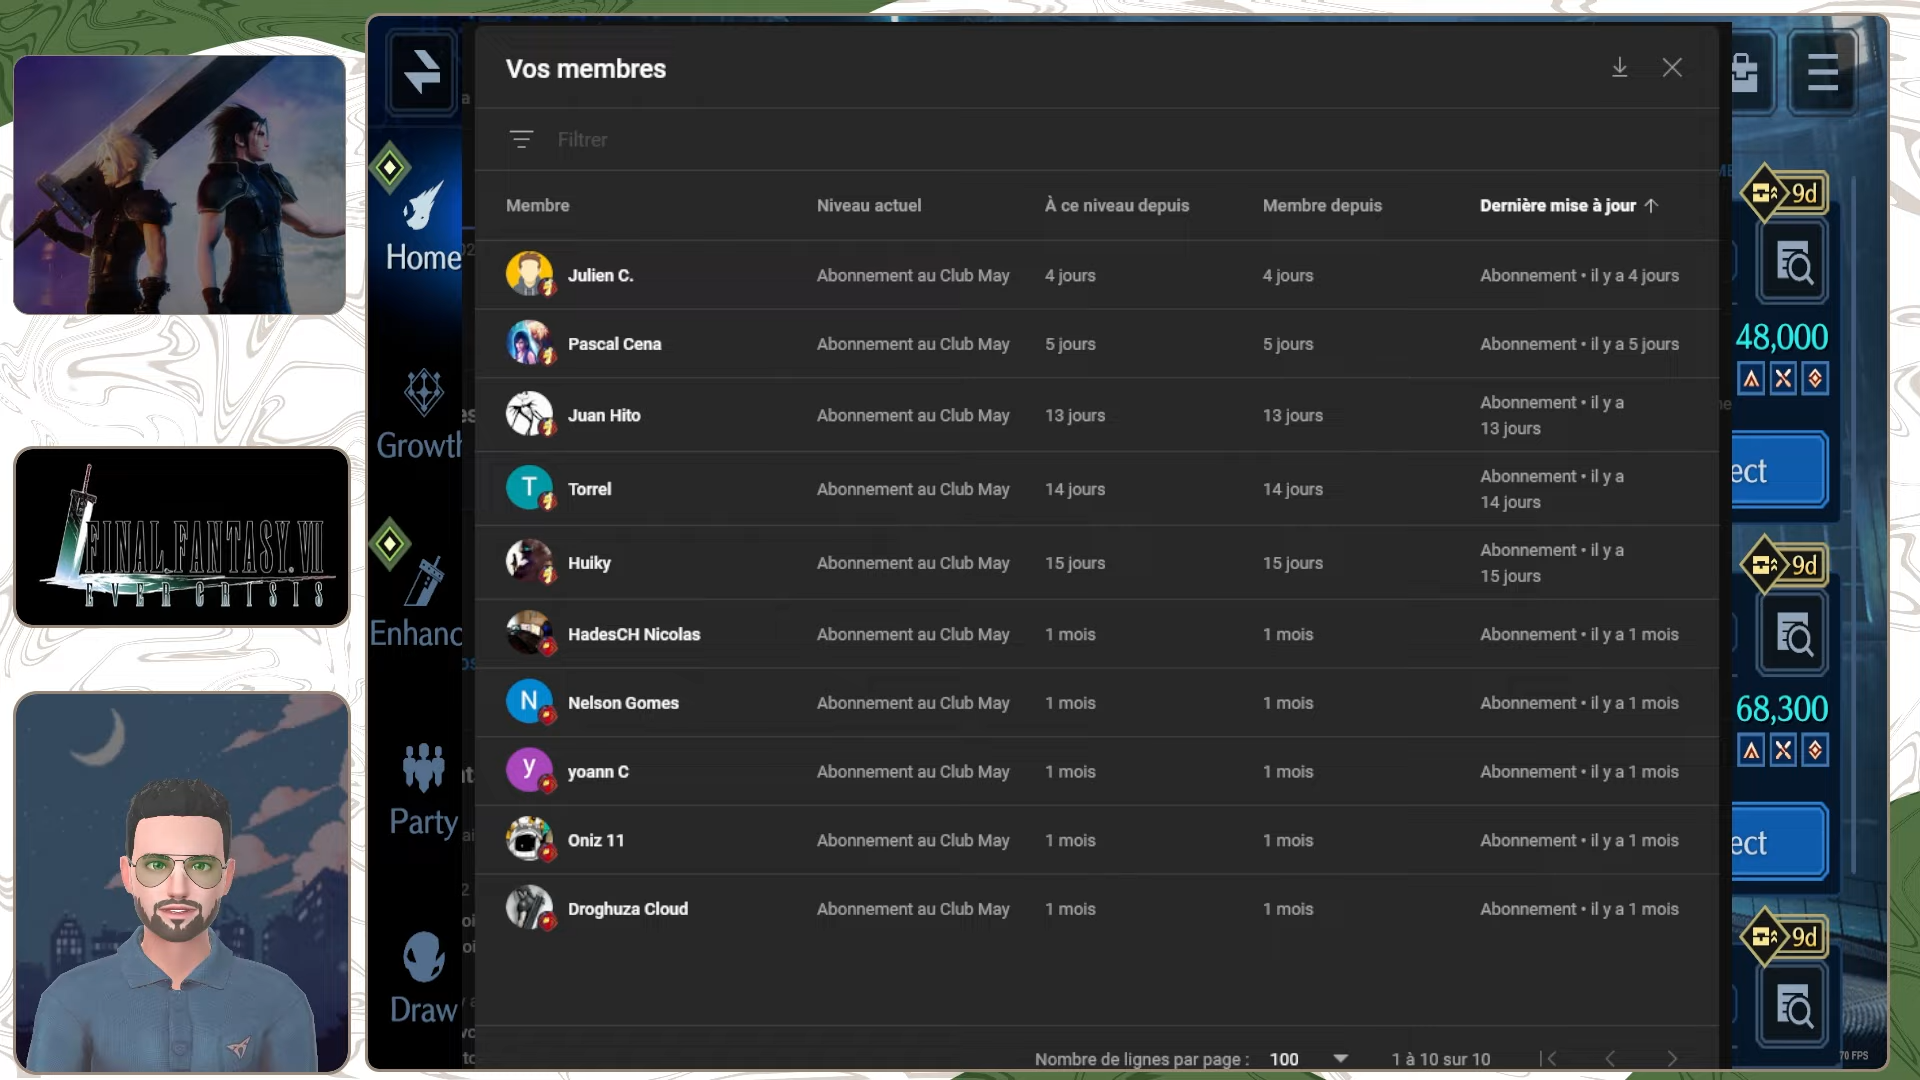 Vos membres
Filtrer
Membre Niveau actuel À ce niveau depuis Membre depuis Dernière mise à jour
Julien C. Abonnement au Club May 4 jours 4 jours Abonnement • il y a 4 jours
Pascal Cena Abonnement au Club May 5 jours 5 jours Abonnement • il y a 5 jours
Juan Hito Abonnement au Club May 13 jours 13 jours Abonnement • il y a
13 jours
T Torrel Abonnement au Club May 14 jours 14 jours Abonnement • il y a
14 jours
Huiky Abonnement au Club May 15 jours 15 jours Abonnement • il y a
15 jours
HadesCH Nicolas Abonnement au Club May 1 mois 1 mois Abonnement • il y a 1 mois
N Nelson Gomes Abonnement au Club May 1 mois 1 mois Abonnement • il y a 1 mois
y yoann C Abonnement au Club May 1 mois 1 mois Abonnement • il y a 1 mois
Oniz 11 Abonnement au Club May 1 mois 1 mois Abonnement • il y a 1 mois
Droghuza Cloud Abonnement au Club May 1 mois 1 mois Abonnement • il y a 1 mois
Nombre de lignes par page : 100 1 à 10 sur 10
Home
Growth
Enhanc
Party
Draw
9d
48,000
ect
9d
68,300
ect
9d
70 FPS
FINAL FANTASY VII
EVER CRISIS